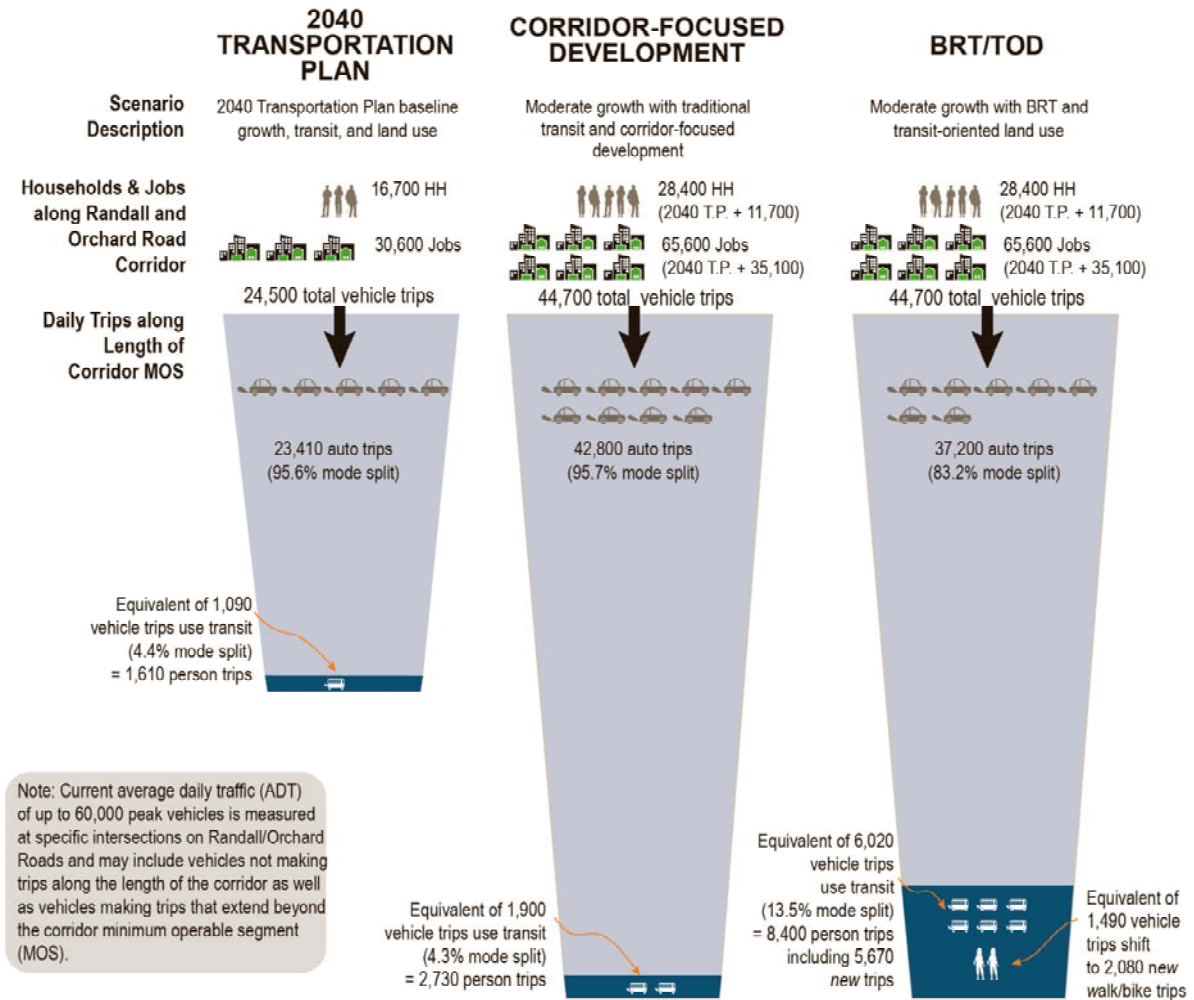 2040
TRANSPORTATION
PLAN
CORRIDOR-FOCUSED
DEVELOPMENT
BRT/TOD
Scenario
Description
2040 Transportation Plan baseline
growth, transit, and land use
Moderate growth with traditional
transit and corridor-focused
development
Moderate growth with BRT and
transit-oriented land use
Households & Jobs
along Randall and
Orchard Road
Corridor
16,700 HH
30,600 Jobs
28,400 HH
(2040 T.P. + 11,700)
65,600 Jobs
(2040 T.P. + 35,100)
28,400 HH
(2040 T.P. + 11,700)
65,600 Jobs
(2040 T.P. + 35,100)
24,500 total vehicle trips
44,700 total vehicle trips
44,700 total vehicle trips
Daily Trips along
Length of
Corridor MOS
23,410 auto trips
(95.6% mode split)
42,800 auto trips
(95.7% mode split)
37,200 auto trips
(83.2% mode split)
Equivalent of 1,090
vehicle trips use transit
(4.4% mode split)
= 1,610 person trips
Note: Current average daily traffic (ADT)
of up to 60,000 peak vehicles is measured
at specific intersections on Randall/Orchard
Roads and may include vehicles not making
trips along the length of the corridor as well
as vehicles making trips that extend beyond
the corridor minimum operable segment
(MOS).
Equivalent of 1,900
vehicle trips use transit
(4.3% mode split)
= 2,730 person trips
Equivalent of 6,020
vehicle trips
use transit
(13.5% mode split)
= 8,400 person trips
including 5,670
new trips
Equivalent of
1,490 vehicle
trips shift
to 2,080 new
walk/bike trips